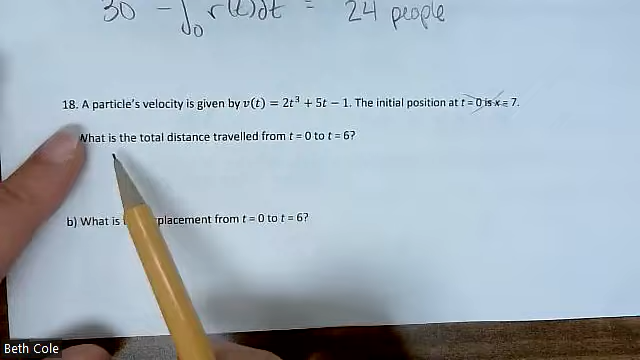 30 - ∫₀ r(t)dt = 24 people
18. A particle's velocity is given by v(t) = 2t³ + 5t − 1. The initial position at t = 0 is x = 7.
What is the total distance travelled from t = 0 to t = 6?
b) What is placement from t = 0 to t = 6?
Beth Cole